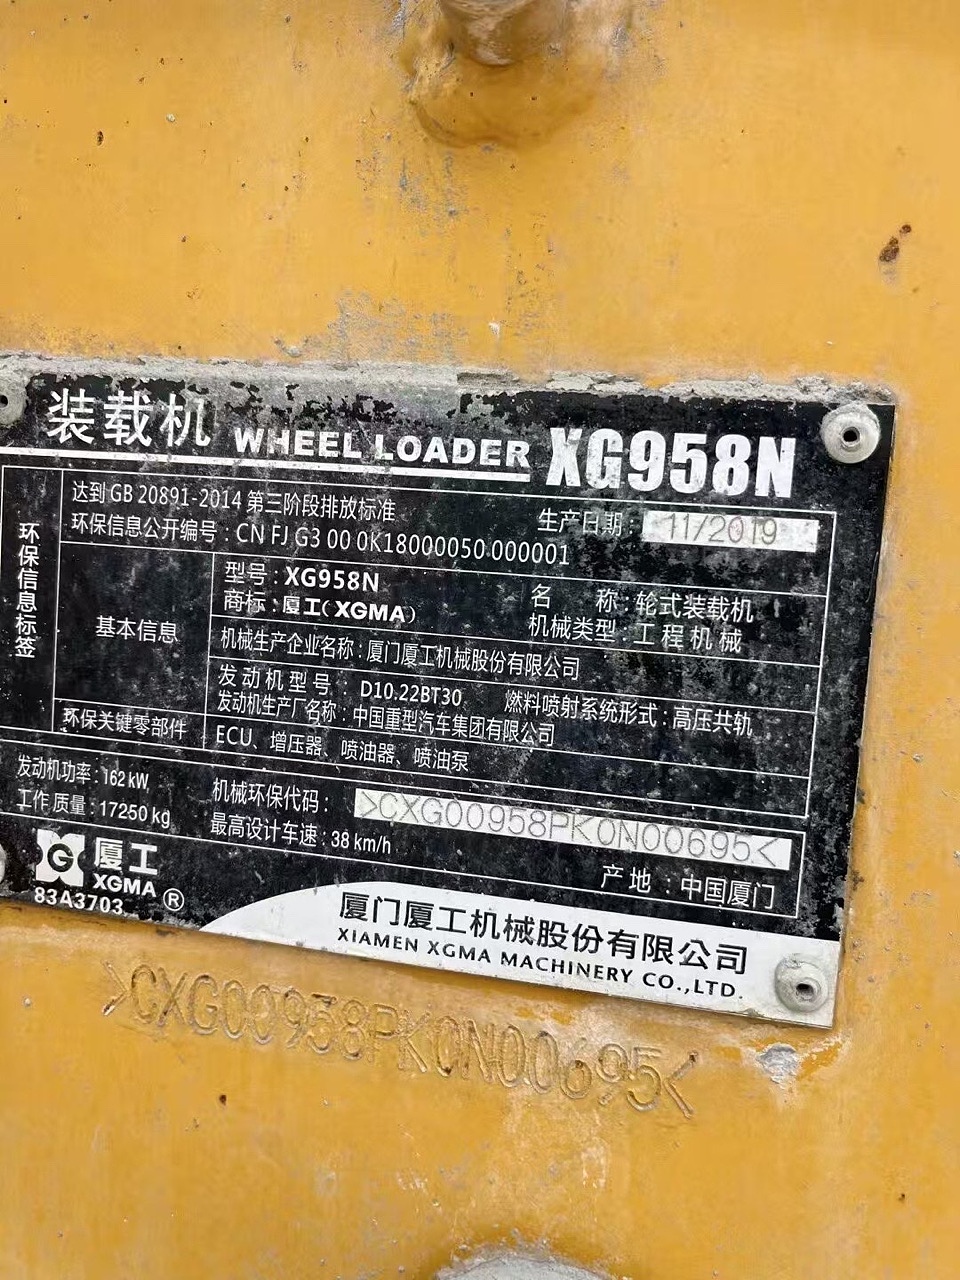 装载机 WHEEL LOADER XG958N
环保信息标签
达到 GB 20891-2014 第三阶段排放标准
生产日期：11/2019
环保信息公开编号：CN FJ G3 00 0K18000050 000001
基本信息
型号：XG958N
名 称：轮式装载机
商标：厦工(XGMA)
机械类型：工程机械
机械生产企业名称：厦门厦工机械股份有限公司
发动机型号：D10.22BT30 燃料喷射系统形式：高压共轨
发动机生产厂名称：中国重型汽车集团有限公司
环保关键零部件 ECU、增压器、喷油器、喷油泵
发动机功率：162 kW
机械环保代码：>CXG00958PK0N00695<
工作质量：17250 kg
最高设计车速：38 km/h
产地：中国厦门
G 厦工
XGMA ®
83A3703
厦门厦工机械股份有限公司
XIAMEN XGMA MACHINERY CO.,LTD.
>CXG00958PK0N00695<